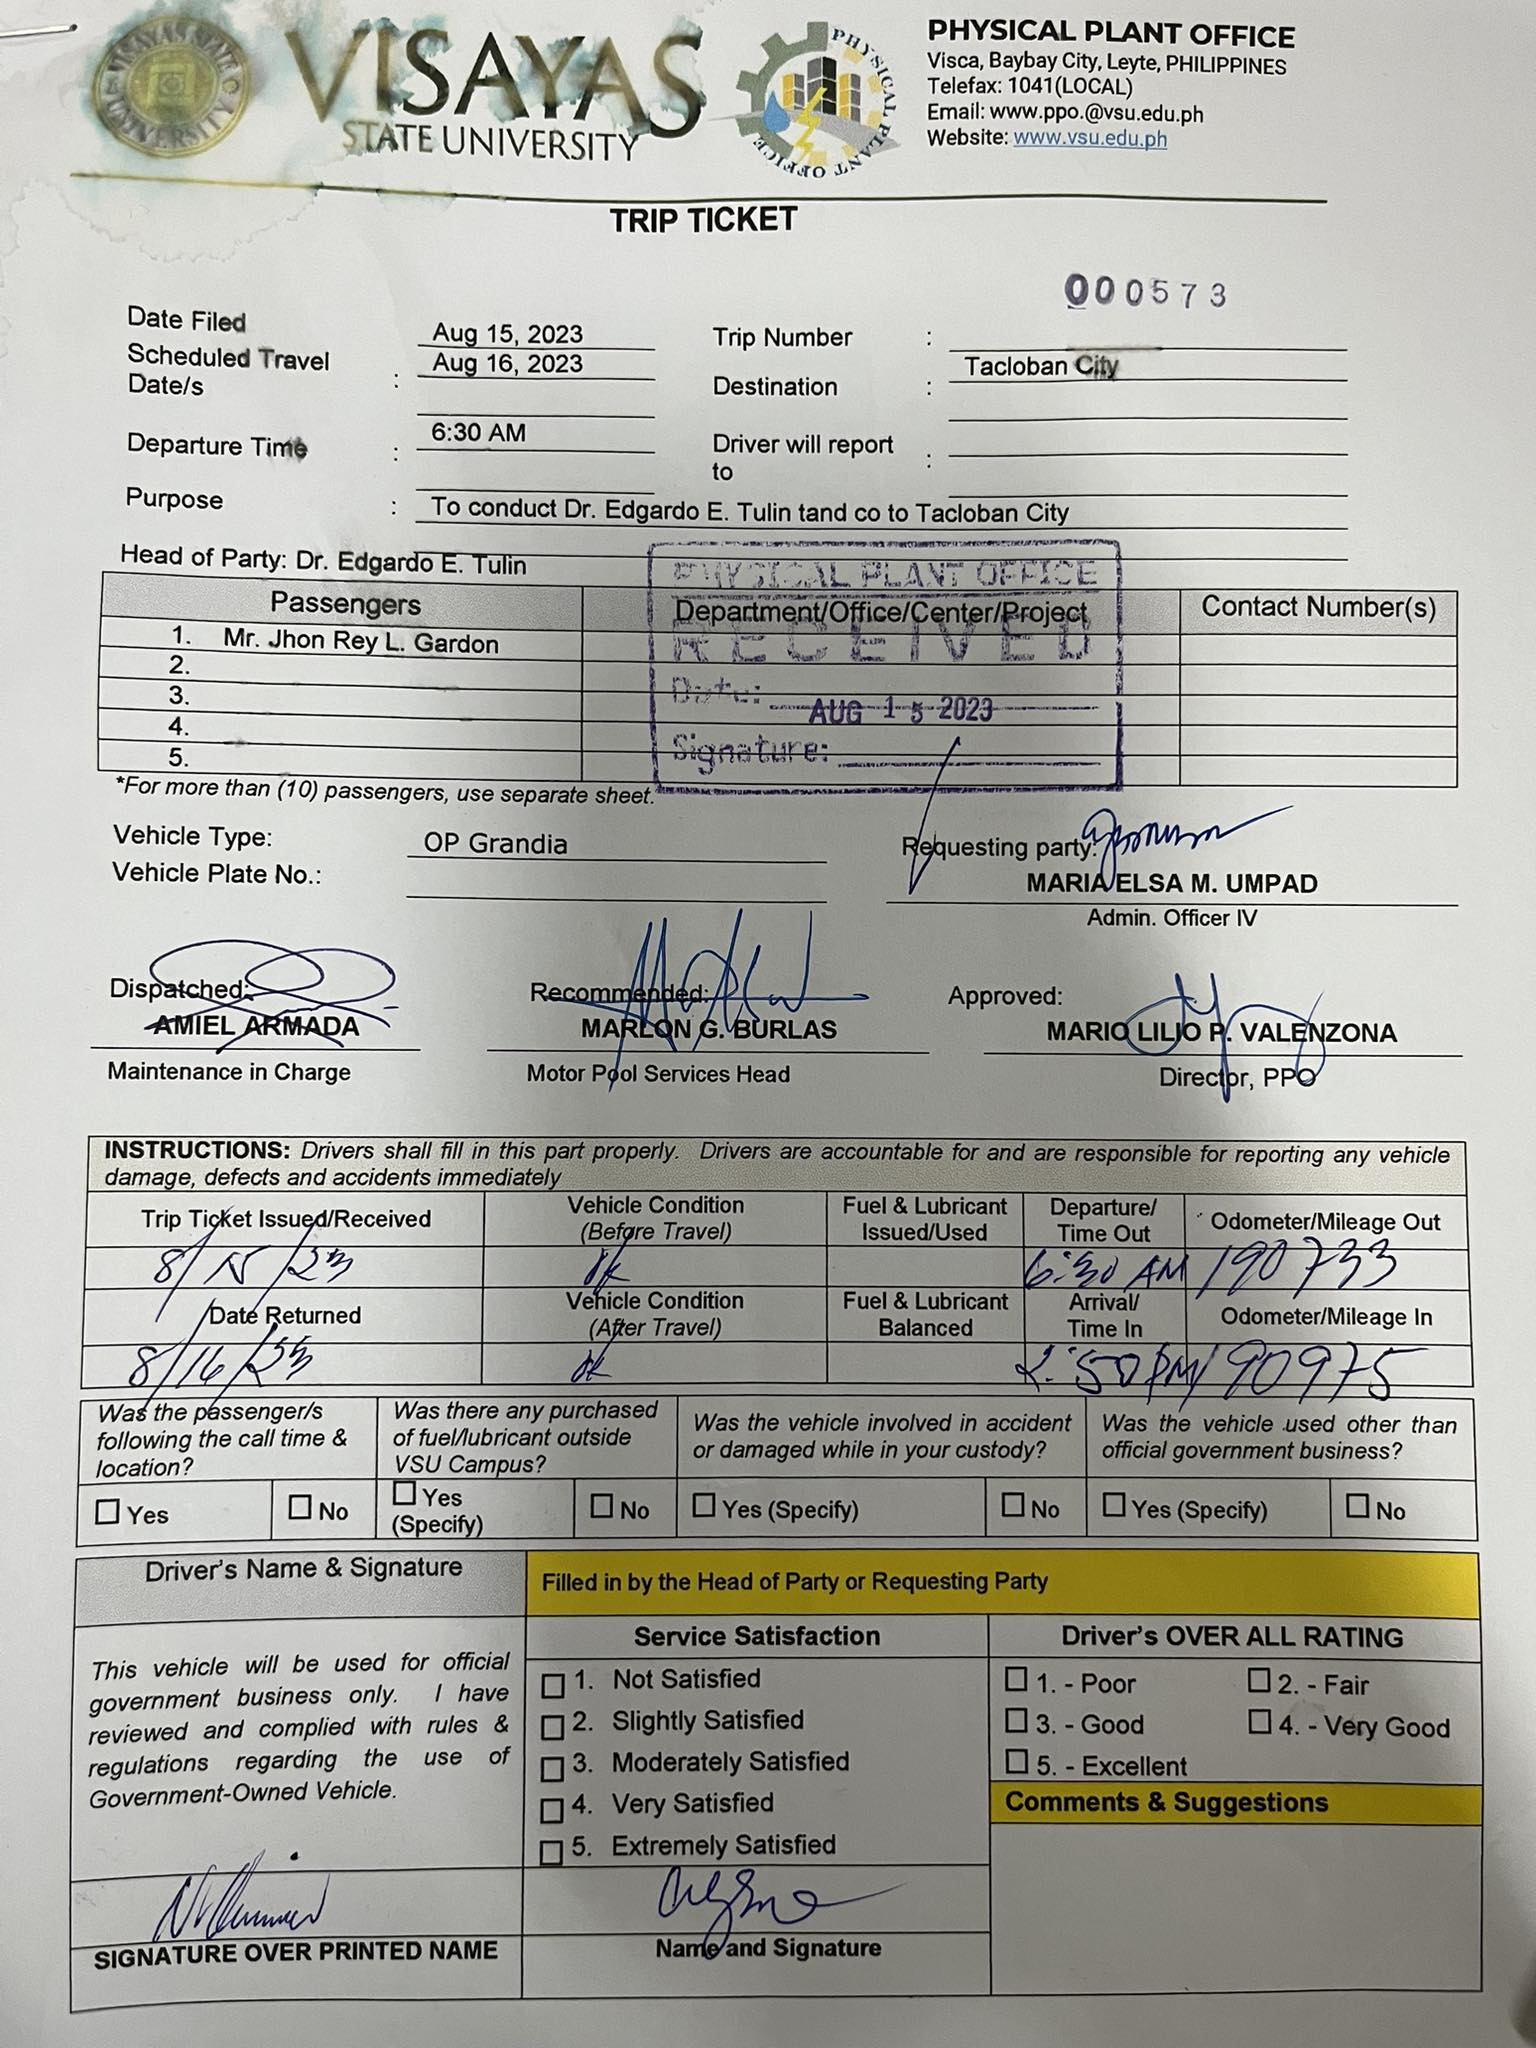 VISAYAS STATE UNIVERSITY
VISAYAS
STATE UNIVERSITY
PHYSICAL PLANT OFFICE
PHYSICAL PLANT OFFICE
Visca, Baybay City, Leyte, PHILIPPINES
Telefax: 1041(LOCAL)
Email: www.ppo.@vsu.edu.ph
Website: www.vsu.edu.ph
TRIP TICKET
000573
Date Filed Aug 15, 2023 Trip Number :
Scheduled Travel Date/s : Aug 16, 2023 Destination : Tacloban City
Departure Time : 6:30 AM Driver will report to :
Purpose : To conduct Dr. Edgardo E. Tulin tand co to Tacloban City
Head of Party: Dr. Edgardo E. Tulin
PHYSICAL PLANT OFFICE
RECEIVED
Date: AUG 15 2023
Signature:
Passengers Department/Office/Center/Project Contact Number(s)
1. Mr. Jhon Rey L. Gardon
2.
3.
4.
5.
*For more than (10) passengers, use separate sheet.
Vehicle Type: OP Grandia Requesting party:
Vehicle Plate No.: MARIA ELSA M. UMPAD
Admin. Officer IV
Dispatched: Recommended: Approved:
AMIEL ARMADA MARLON G. BURLAS MARIO LILIO P. VALENZONA
Maintenance in Charge Motor Pool Services Head Director, PPO
INSTRUCTIONS: Drivers shall fill in this part properly. Drivers are accountable for and are responsible for reporting any vehicle
damage, defects and accidents immediately
Trip Ticket Issued/Received Vehicle Condition (Before Travel) Fuel & Lubricant Issued/Used Departure/ Time Out Odometer/Mileage Out
8/15/23 ok 6:30 AM 190733
Date Returned Vehicle Condition (After Travel) Fuel & Lubricant Balanced Arrival/ Time In Odometer/Mileage In
8/16/23 ok 2:50 PM 190975
Was the passenger/s following the call time & location? Was there any purchased of fuel/lubricant outside VSU Campus? Was the vehicle involved in accident or damaged while in your custody? Was the vehicle used other than official government business?
Yes No Yes (Specify) No Yes (Specify) No Yes (Specify) No
Driver's Name & Signature Filled in by the Head of Party or Requesting Party
This vehicle will be used for official
government business only. I have
reviewed and complied with rules &
regulations regarding the use of
Government-Owned Vehicle.
SIGNATURE OVER PRINTED NAME
Service Satisfaction
1. Not Satisfied
2. Slightly Satisfied
3. Moderately Satisfied
4. Very Satisfied
5. Extremely Satisfied
Name and Signature
Driver's OVER ALL RATING
1. - Poor 2. - Fair
3. - Good 4. - Very Good
5. - Excellent
Comments & Suggestions